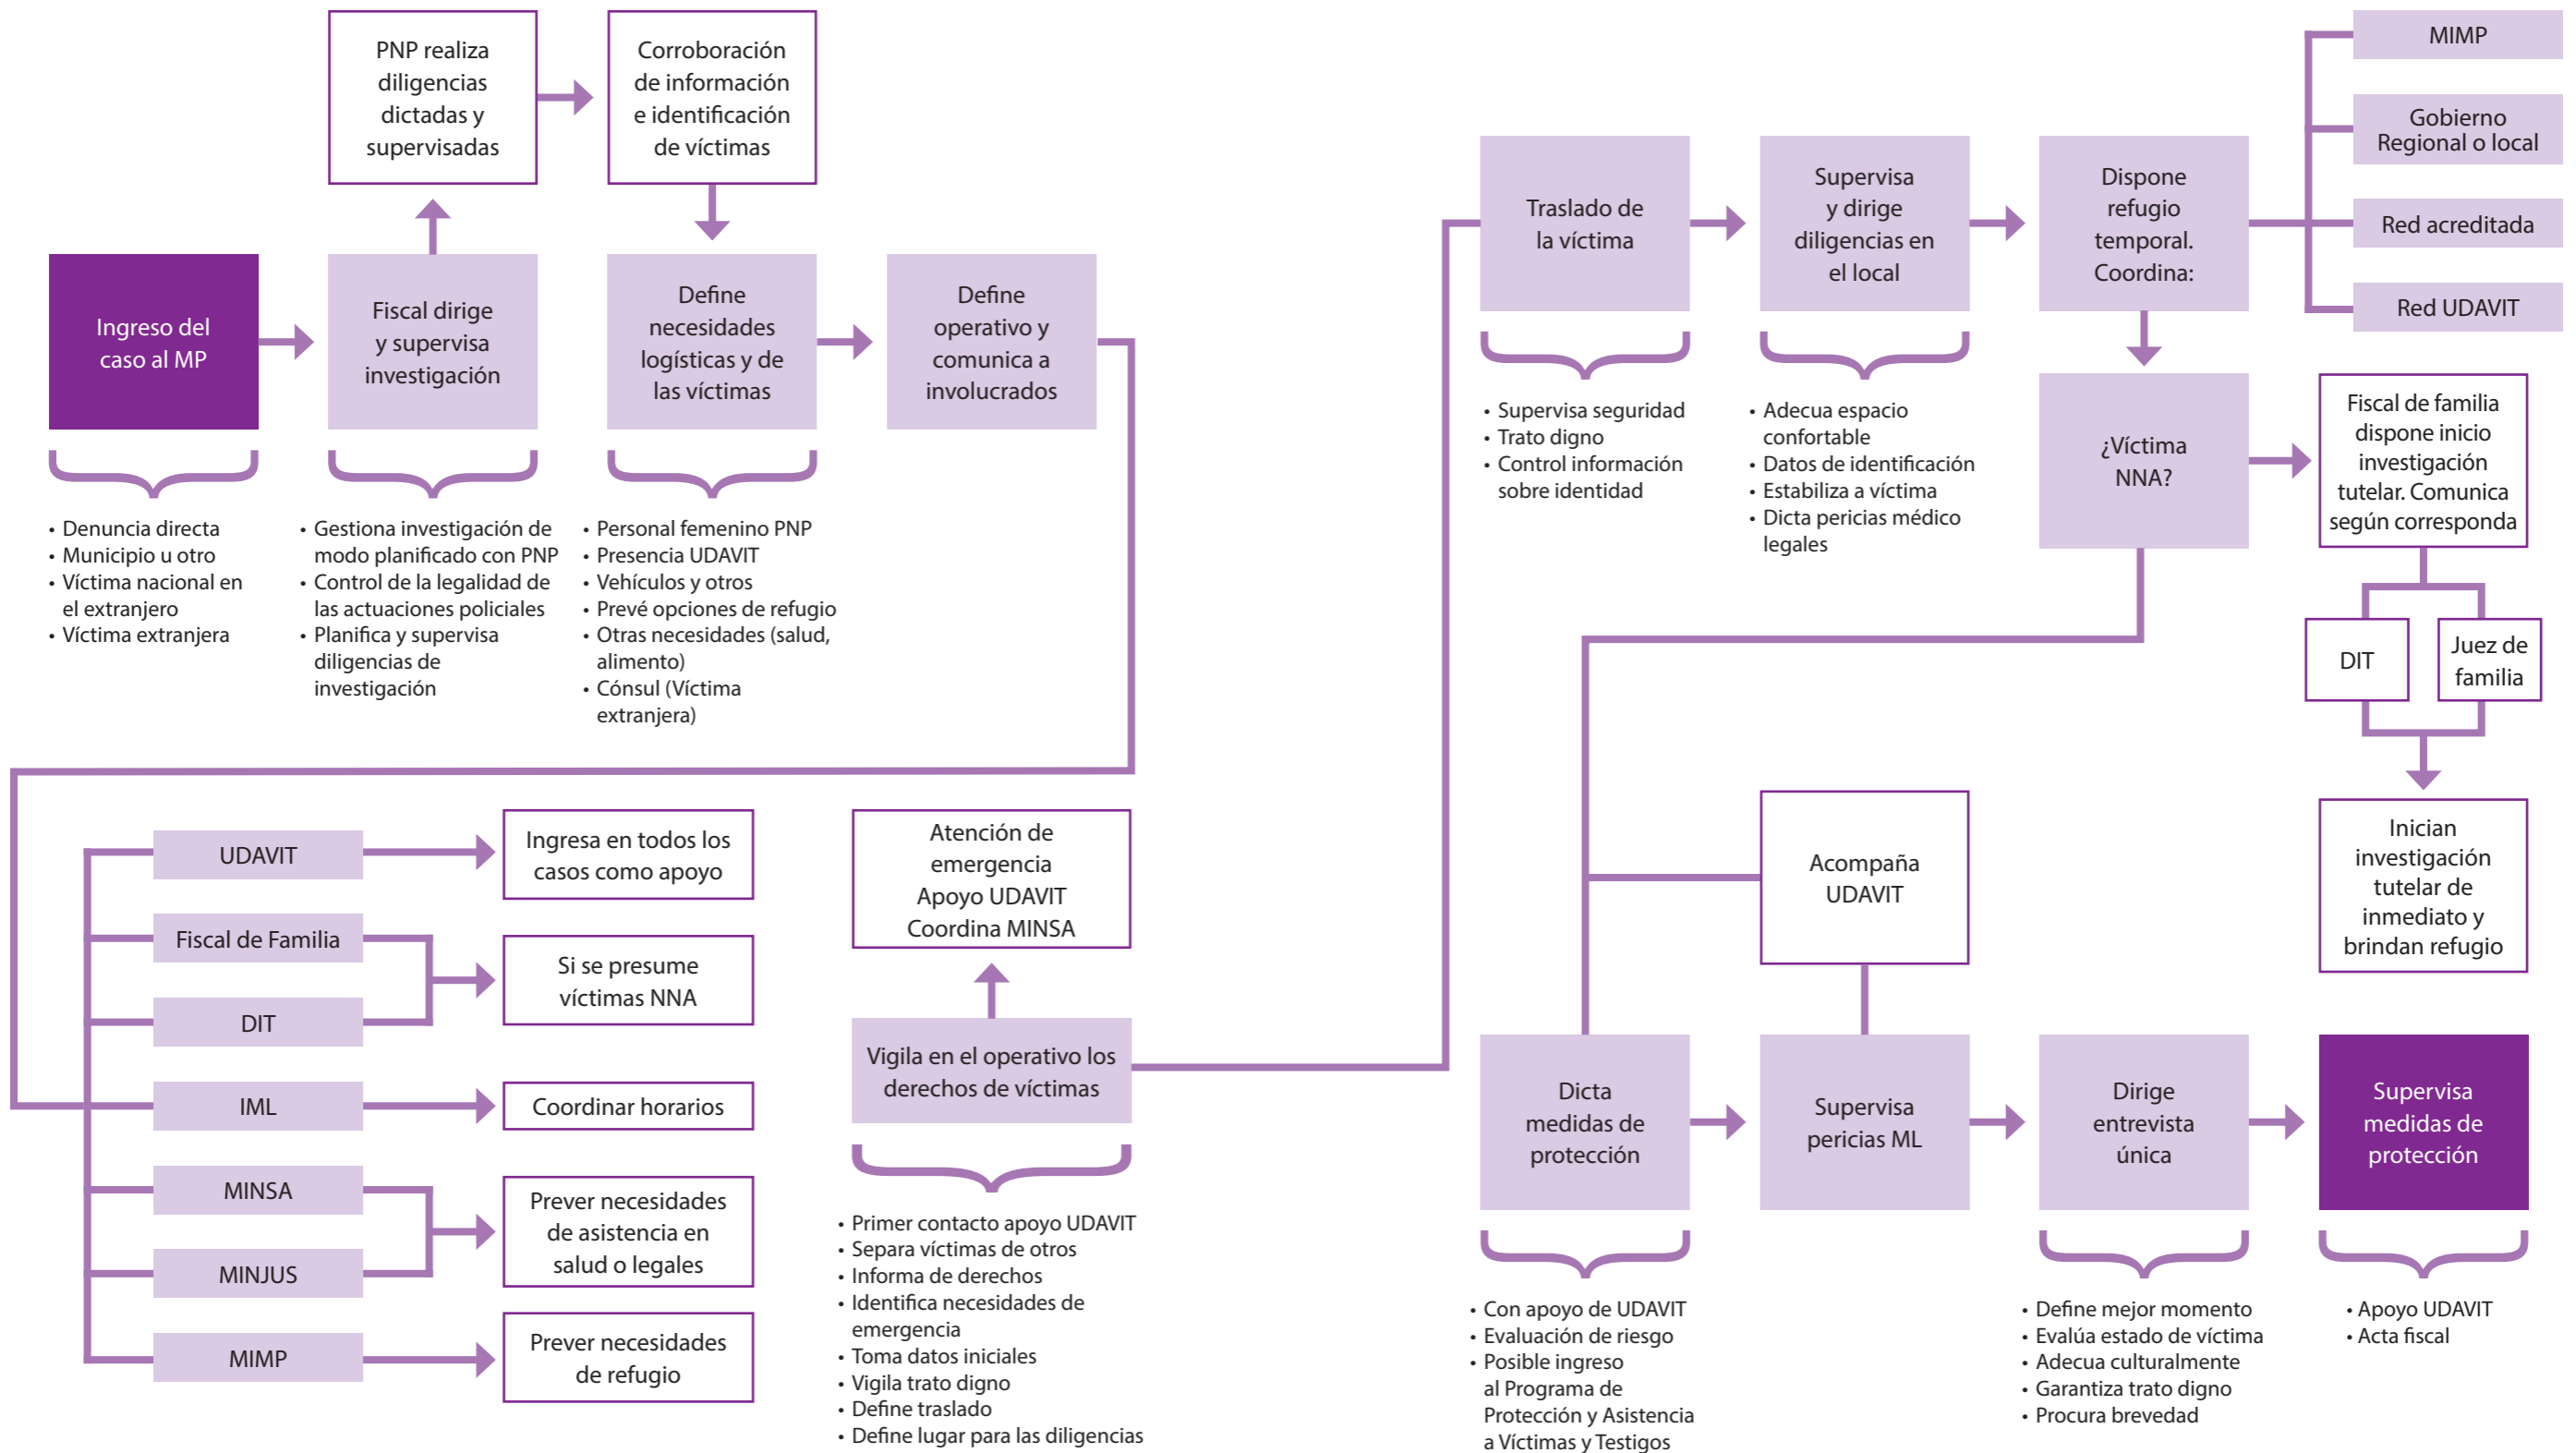 PNP realiza
diligencias
dictadas y
supervisadas
Corroboración
de información
e identificación
de víctimas
Ingreso del
caso al MP
Fiscal dirige
y supervisa
investigación
Define
necesidades
logísticas y de
las víctimas
Define
operativo y
comunica a
involucrados
• Denuncia directa
• Municipio u otro
• Víctima nacional en
el extranjero
• Víctima extranjera
• Gestiona investigación de
modo planificado con PNP
• Control de la legalidad de
las actuaciones policiales
• Planifica y supervisa
diligencias de
investigación
• Personal femenino PNP
• Presencia UDAVIT
• Vehículos y otros
• Prevé opciones de refugio
• Otras necesidades (salud,
alimento)
• Cónsul (Víctima
extranjera)
UDAVIT
Ingresa en todos los
casos como apoyo
Fiscal de Familia
DIT
Si se presume
víctimas NNA
IML
Coordinar horarios
MINSA
MINJUS
Prever necesidades
de asistencia en
salud o legales
MIMP
Prever necesidades
de refugio
Atención de
emergencia
Apoyo UDAVIT
Coordina MINSA
Vigila en el operativo los
derechos de víctimas
• Primer contacto apoyo UDAVIT
• Separa víctimas de otros
• Informa de derechos
• Identifica necesidades de
emergencia
• Toma datos iniciales
• Vigila trato digno
• Define traslado
• Define lugar para las diligencias
Traslado de
la víctima
Supervisa
y dirige
diligencias en
el local
Dispone
refugio
temporal.
Coordina:
MIMP
Gobierno
Regional o local
Red acreditada
Red UDAVIT
• Supervisa seguridad
• Trato digno
• Control información
sobre identidad
• Adecua espacio
confortable
• Datos de identificación
• Estabiliza a víctima
• Dicta pericias médico
legales
¿Víctima
NNA?
Fiscal de familia
dispone inicio
investigación
tutelar. Comunica
según corresponda
DIT
Juez de
familia
Inician
investigación
tutelar de
inmediato y
brindan refugio
Acompaña
UDAVIT
Dicta
medidas de
protección
Supervisa
pericias ML
Dirige
entrevista
única
Supervisa
medidas de
protección
• Con apoyo de UDAVIT
• Evaluación de riesgo
• Posible ingreso
al Programa de
Protección y Asistencia
a Víctimas y Testigos
• Define mejor momento
• Evalúa estado de víctima
• Adecua culturalmente
• Garantiza trato digno
• Procura brevedad
• Apoyo UDAVIT
• Acta fiscal